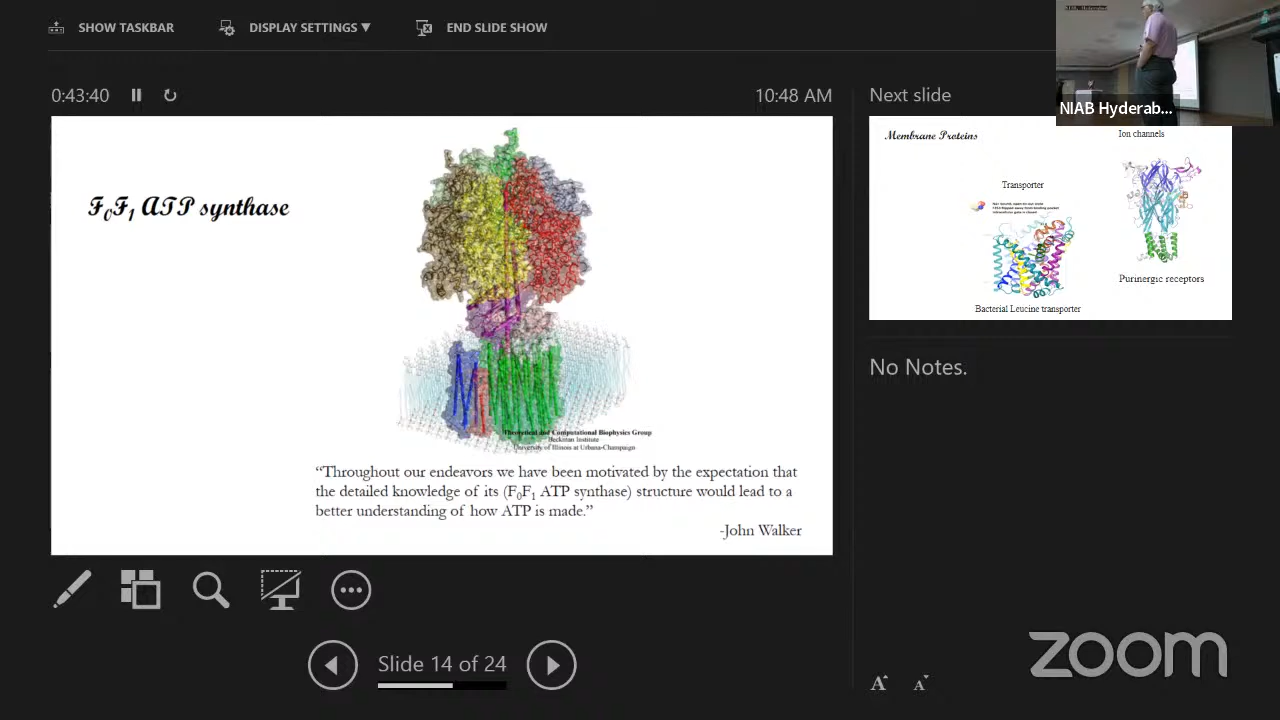 SHOW TASKBAR
DISPLAY SETTINGS ▼
END SLIDE SHOW
0:43:40
10:48 AM
Next slide
NIAB Hyderab...
F0F1 ATP synthase
Theoretical and Computational Biophysics Group
Beckman Institute
University of Illinois at Urbana-Champaign
“Throughout our endeavors we have been motivated by the expectation that
the detailed knowledge of its (F0F1 ATP synthase) structure would lead to a
better understanding of how ATP is made.”
-John Walker
Membrane Proteins
Ion channels
Transporter
Purinergic receptors
Bacterial Leucine transporter
No Notes.
Slide 14 of 24
A A
zoom